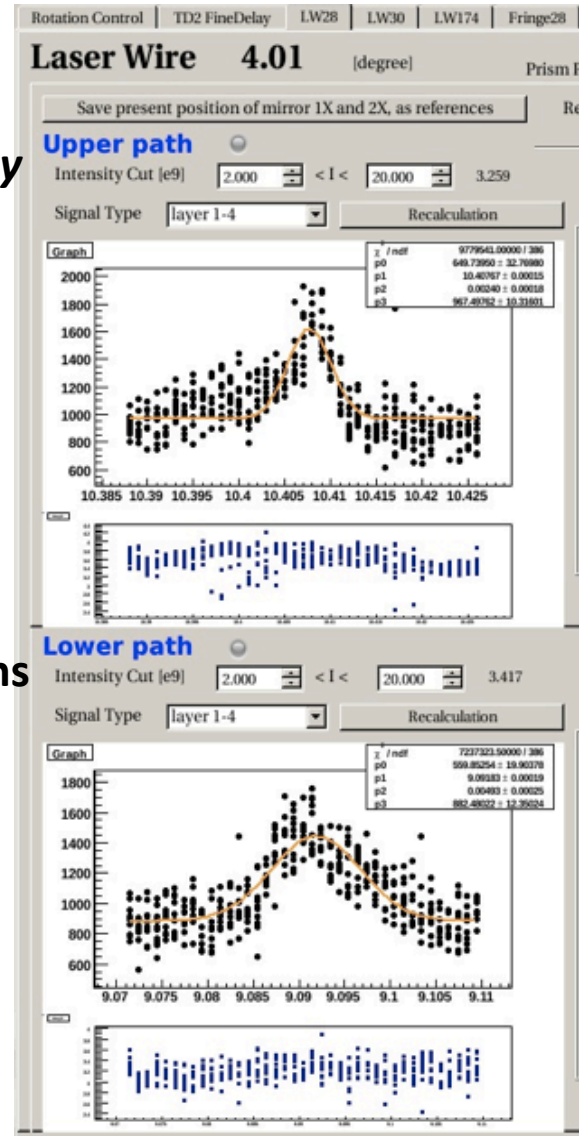 Rotation Control TD2 FineDelay LW28 LW30 LW174 Fringe28
Laser Wire 4.01 [degree] Prism P
Save present position of mirror 1X and 2X, as references Re
Upper path
y
Intensity Cut [e9] 2.000 < I < 20.000 3.259
Signal Type layer 1-4 Recalculation
Graph
χ² / ndf 9779541.00000 / 386
p0 649.73950 ± 32.76980
p1 10.40767 ± 0.00015
p2 0.00240 ± 0.00018
p3 967.49762 ± 10.31601
2000
1800
1600
1400
1200
1000
800
600
10.385 10.39 10.395 10.4 10.405 10.41 10.415 10.42 10.425
Lower path
ns
Intensity Cut [e9] 2.000 < I < 20.000 3.417
Signal Type layer 1-4 Recalculation
Graph
χ² / ndf 7237323.50000 / 386
p0 559.85254 ± 19.90378
p1 9.09183 ± 0.00019
p2 0.00493 ± 0.00025
p3 882.48022 ± 12.35024
1800
1600
1400
1200
1000
800
600
9.07 9.075 9.08 9.085 9.09 9.095 9.1 9.105 9.11